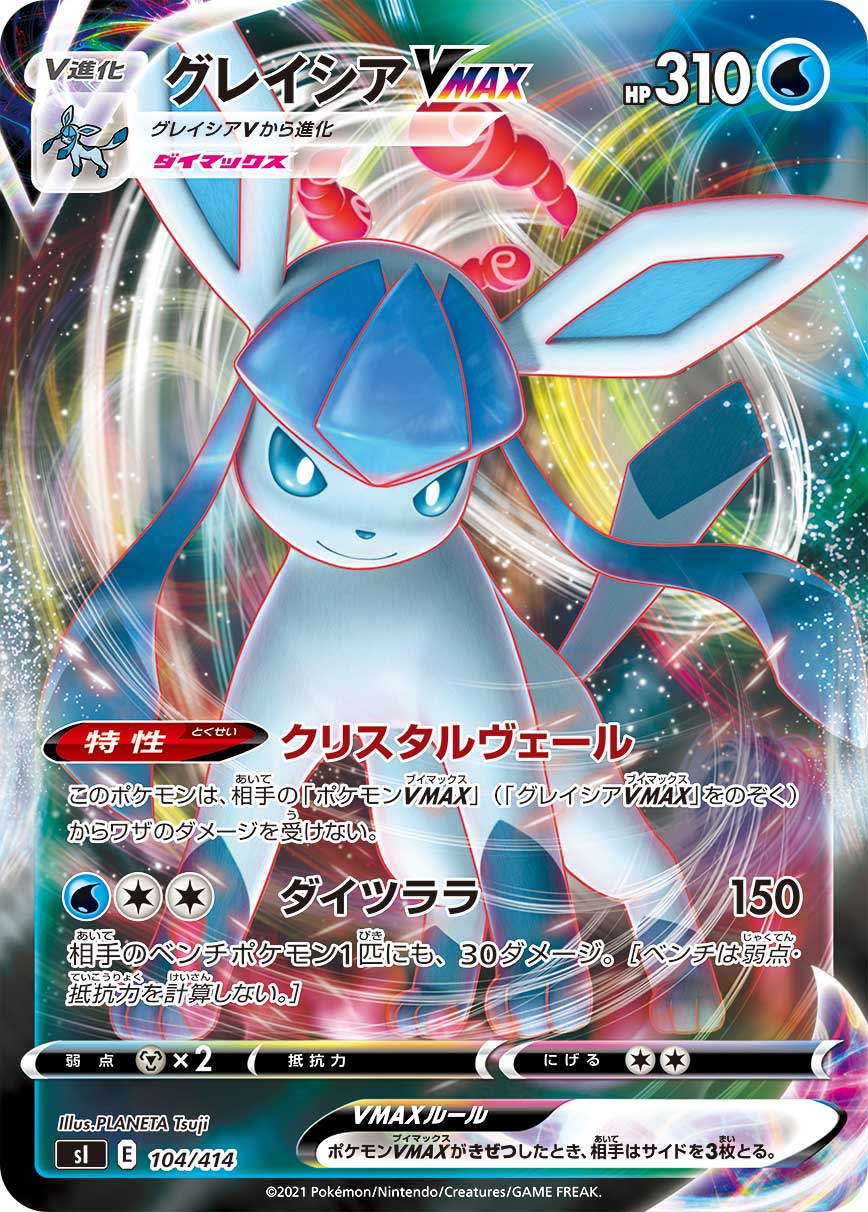 V進化
グレイシアVMAX
HP310
グレイシアVから進化
ダイマックス
特性 とくせい クリスタルヴェール
このポケモンは、相手の「ポケモンVMAX」(「グレイシアVMAX」をのぞく)
からワザのダメージを受けない。
ダイツララ 150
相手のベンチポケモン1匹にも、30ダメージ。[ベンチは弱点・
抵抗力を計算しない。]
弱点 ×2 抵抗力 にげる
Illus.PLANETA Tsuji
sI E 104/414
VMAXルール
ポケモンVMAXがきぜつしたとき、相手はサイドを3枚とる。
©2021 Pokémon/Nintendo/Creatures/GAME FREAK.